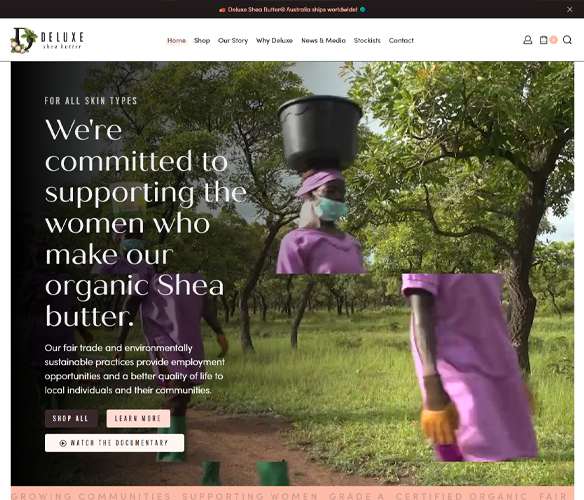 Deluxe Shea Butter® Australia ships worldwide!
DELUXE
shea butter
Home Shop Our Story Why Deluxe News & Media Stockists Contact
0
FOR ALL SKIN TYPES
We're
committed to
supporting the
women who
make our
organic Shea
butter.
Our fair trade and environmentally
sustainable practices provide employment
opportunities and a better quality of life to
local individuals and their communities.
SHOP ALL LEARN MORE
WATCH THE DOCUMENTARY
GROWING COMMUNITIES SUPPORTING WOMEN GRADE A CERTIFIED ORGANIC FAIR